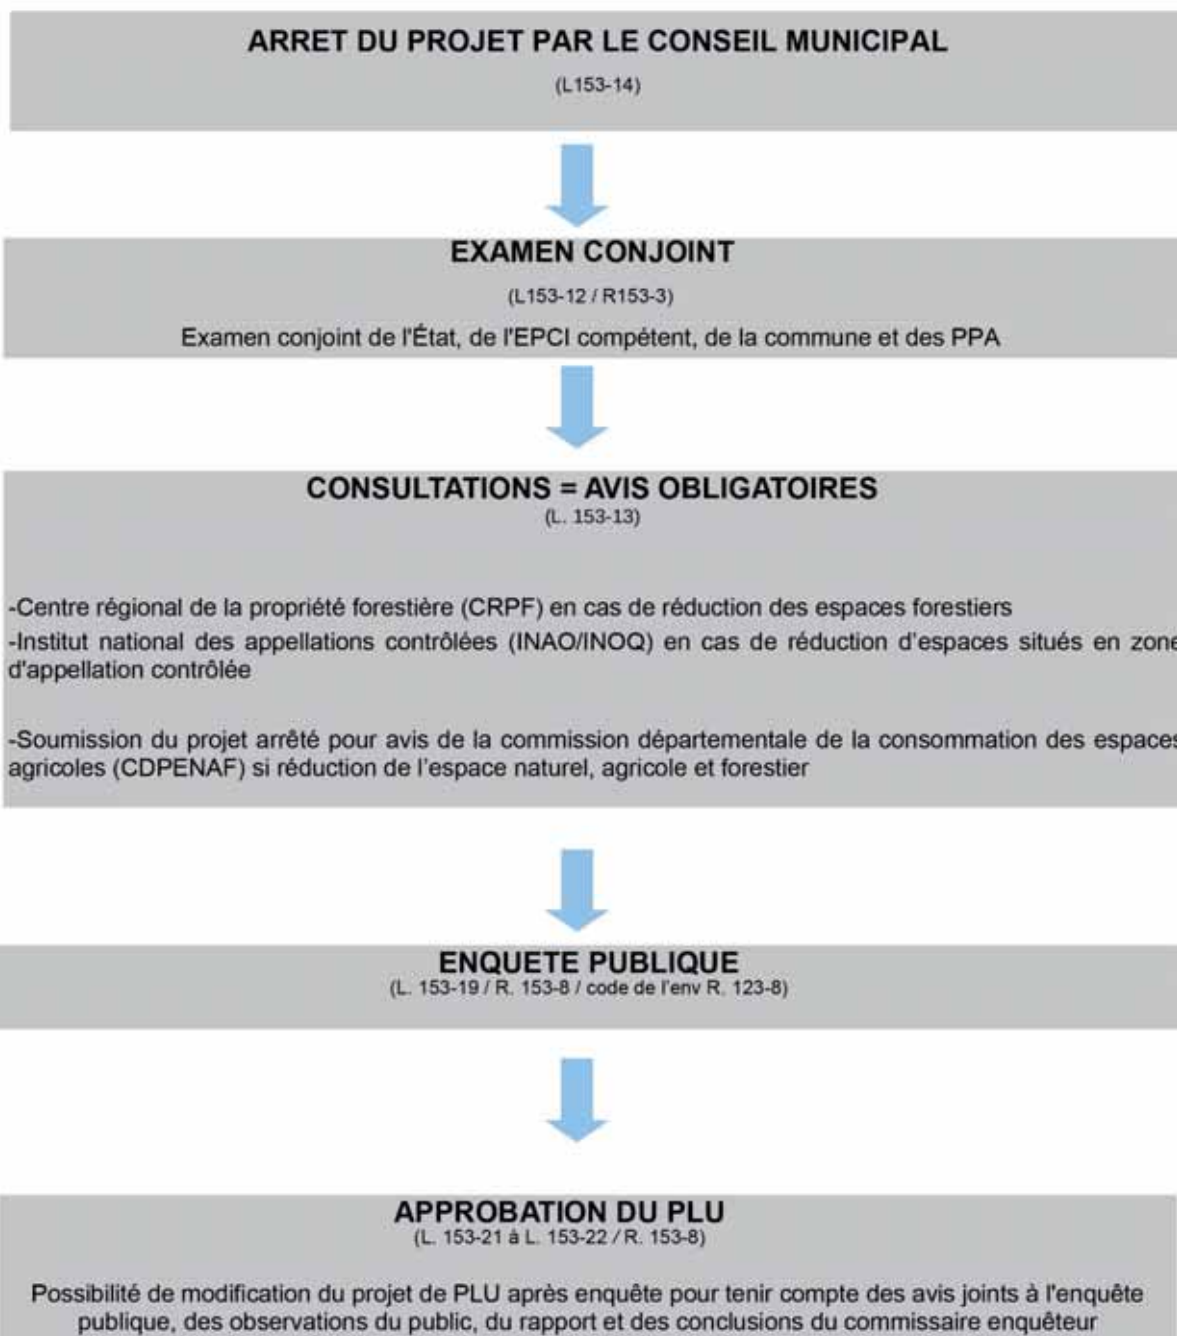 ARRET DU PROJET PAR LE CONSEIL MUNICIPAL
(L153-14)
EXAMEN CONJOINT
(L153-12 / R153-3)
Examen conjoint de l'État, de l'EPCI compétent, de la commune et des PPA
CONSULTATIONS = AVIS OBLIGATOIRES
(L. 153-13)
-Centre régional de la propriété forestière (CRPF) en cas de réduction des espaces forestiers
-Institut national des appellations contrôlées (INAO/INOQ) en cas de réduction d'espaces situés en zone
d'appellation contrôlée
-Soumission du projet arrêté pour avis de la commission départementale de la consommation des espaces
agricoles (CDPENAF) si réduction de l'espace naturel, agricole et forestier
ENQUETE PUBLIQUE
(L. 153-19 / R. 153-8 / code de l'env R. 123-8)
APPROBATION DU PLU
(L. 153-21 à L. 153-22 / R. 153-8)
Possibilité de modification du projet de PLU après enquête pour tenir compte des avis joints à l'enquête
publique, des observations du public, du rapport et des conclusions du commissaire enquêteur